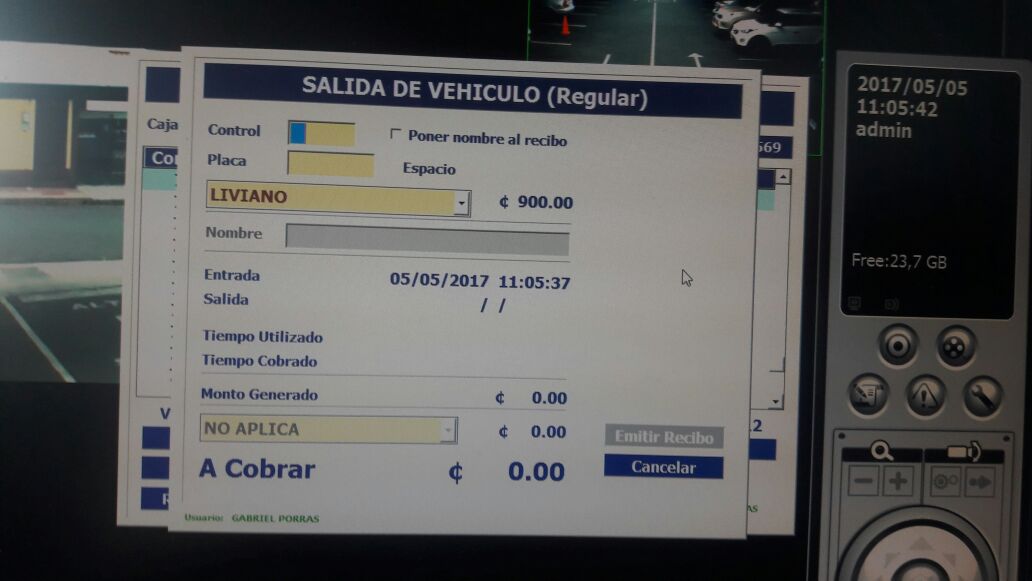 SALIDA DE VEHICULO (Regular)
Control
Poner nombre al recibo
Placa
Espacio
LIVIANO ₡ 900.00
Nombre
Entrada 05/05/2017 11:05:37
Salida / /
Tiempo Utilizado
Tiempo Cobrado
Monto Generado ₡ 0.00
NO APLICA ₡ 0.00
A Cobrar ₡ 0.00
Emitir Recibo
Cancelar
Usuario: GABRIEL PORRAS
Caja
Co
569
V
12
R
AS
2017/05/05
11:05:42
admin
Free:23,7 GB